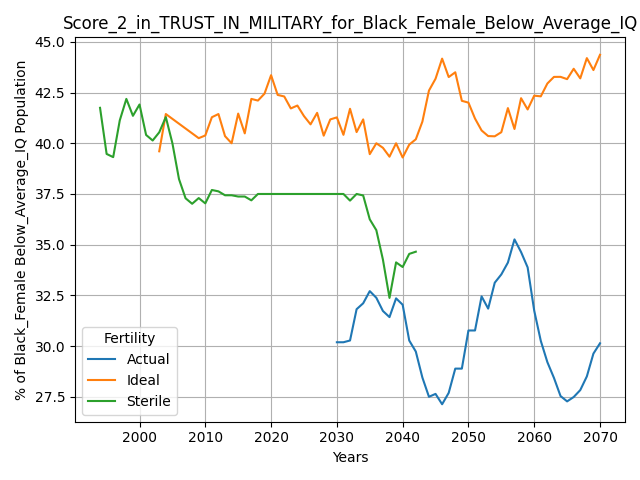 Score_2_in_TRUST_IN_MILITARY_for_Black_Female_Below_Average_IQ
% of Black_Female Below_Average_IQ Population
45.0
42.5
40.0
37.5
35.0
32.5
30.0
27.5
Fertility
Actual
Ideal
Sterile
2000 2010 2020 2030 2040 2050 2060 2070
Years